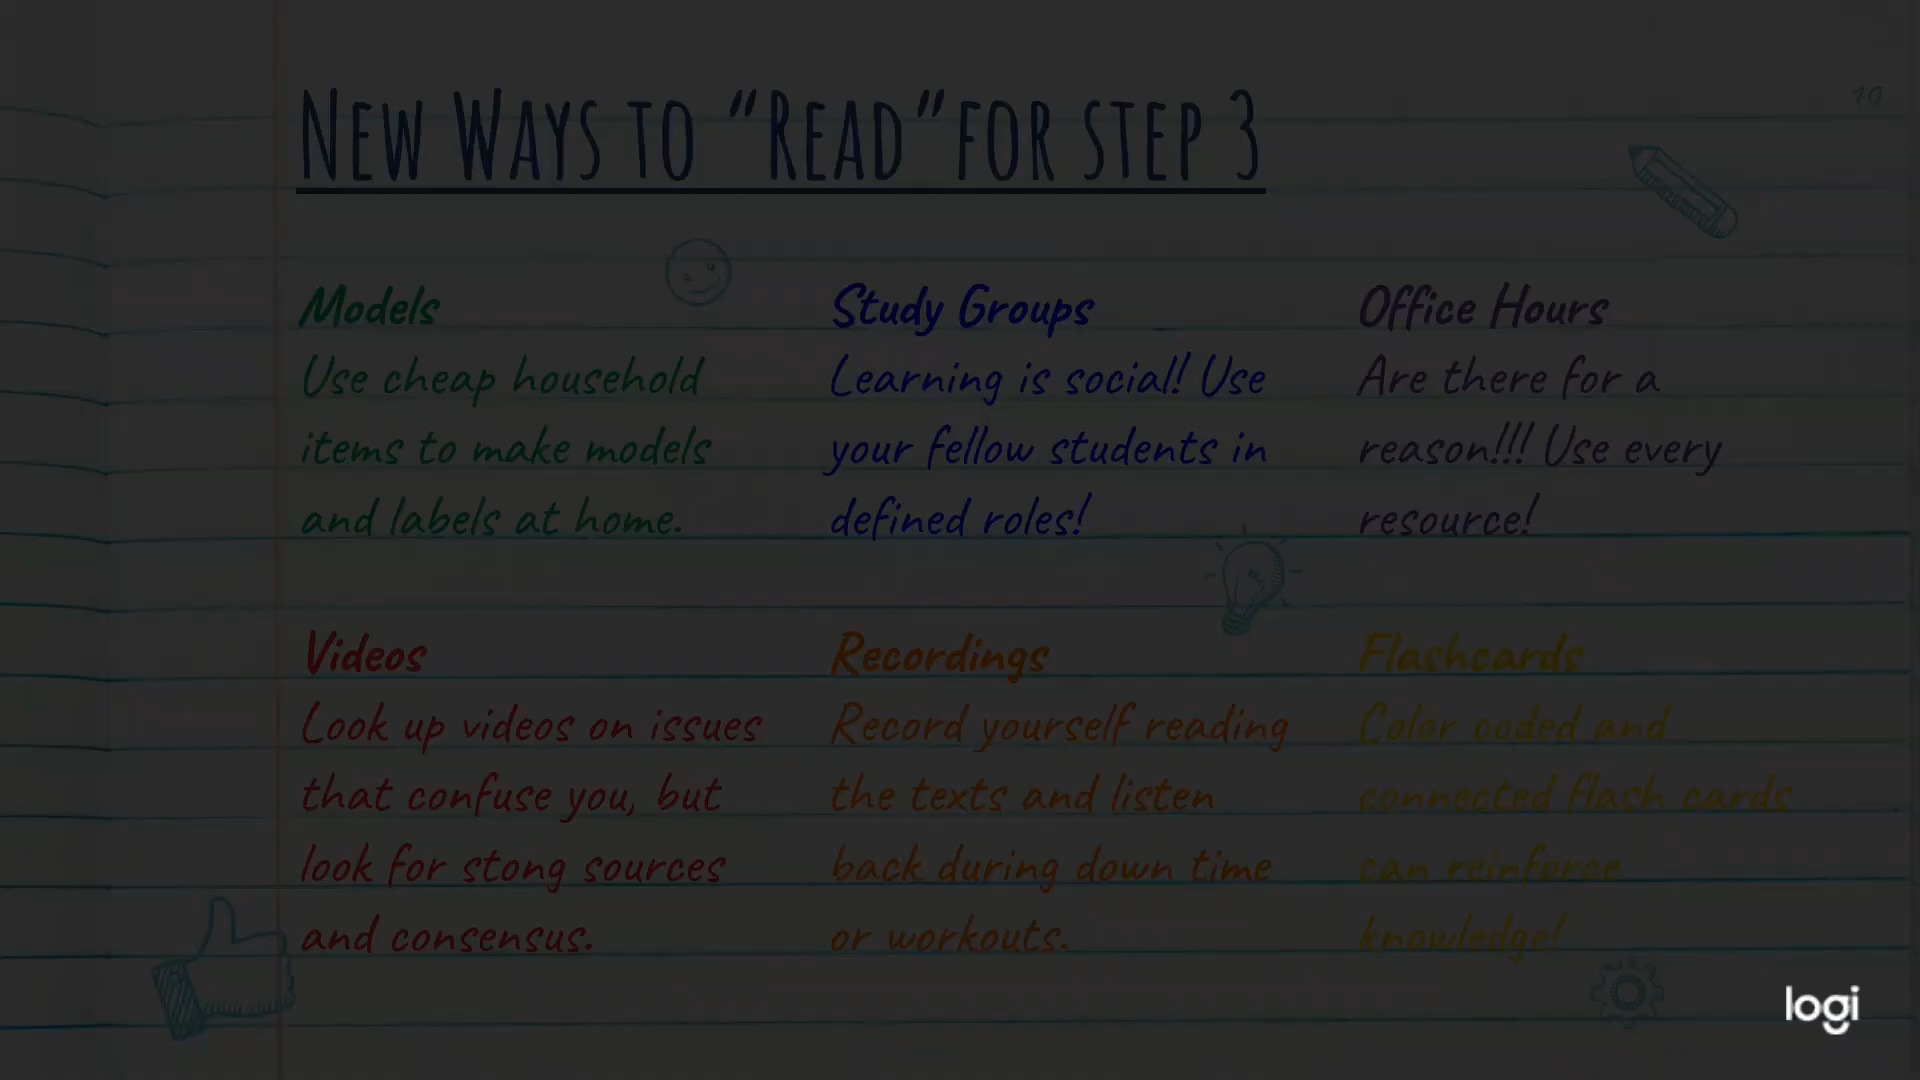 10
New Ways to “Read”for step 3
Models
Use cheap household
items to make models
and labels at home.
Study Groups
Learning is social! Use
your fellow students in
defined roles!
Office Hours
Are there for a
reason!!! Use every
resource!
Videos
Look up videos on issues
that confuse you, but
look for stong sources
and consensus.
Recordings
Record yourself reading
the texts and listen
back during down time
or workouts.
Flashcards
Color coded and
connected flash cards
can reinforce
knowledge!
logi